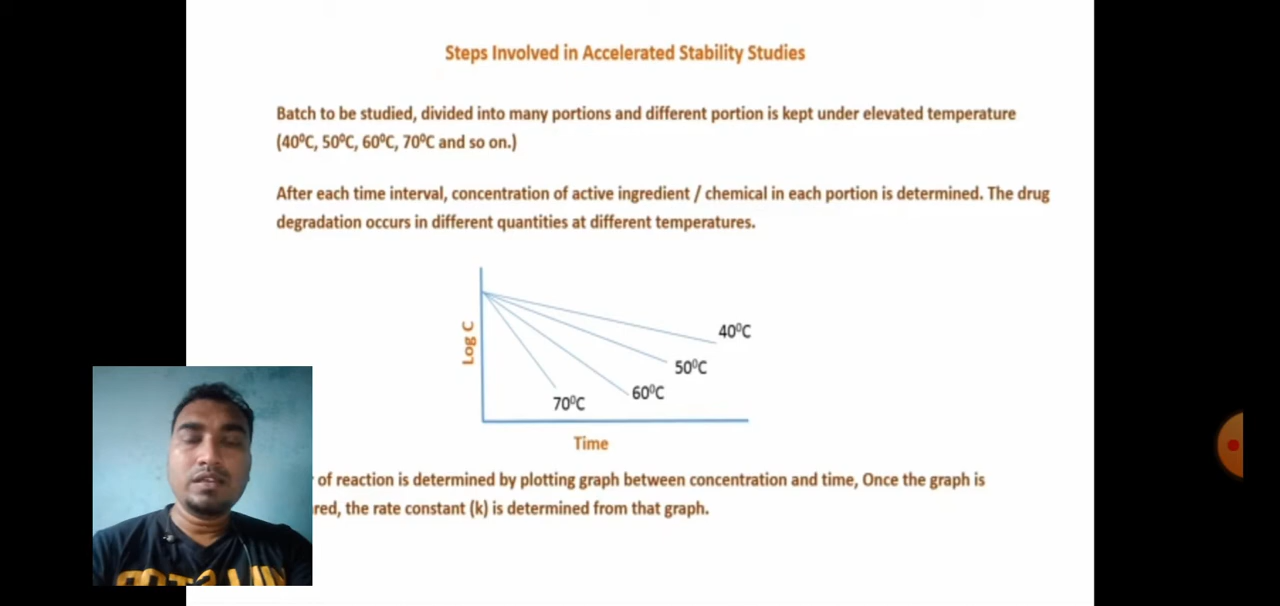 Steps Involved in Accelerated Stability Studies
Batch to be studied, divided into many portions and different portion is kept under elevated temperature
(40⁰C, 50⁰C, 60⁰C, 70⁰C and so on.)
After each time interval, concentration of active ingredient / chemical in each portion is determined. The drug
degradation occurs in different quantities at different temperatures.
Log C
40⁰C
50⁰C
60⁰C
70⁰C
Time
of reaction is determined by plotting graph between concentration and time, Once the graph is
the rate constant (k) is determined from that graph.